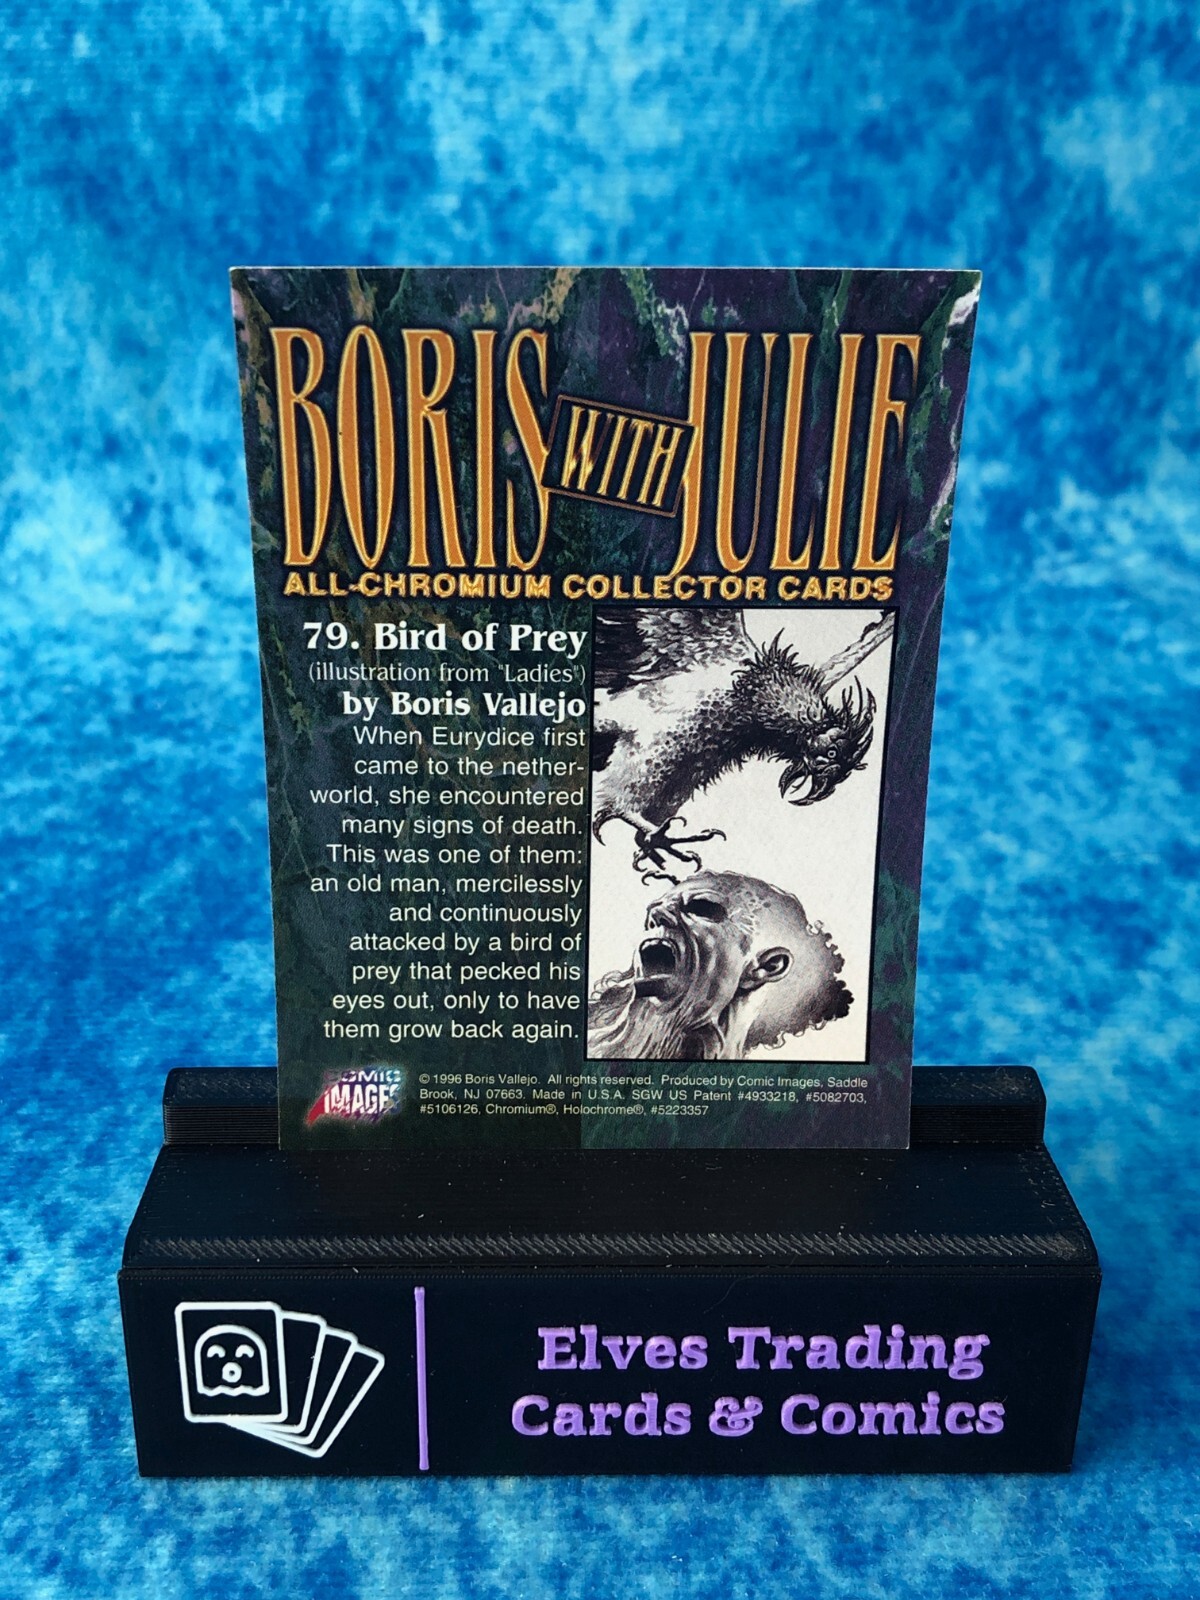 BORIS WITH JULIE
ALL-CHROMIUM COLLECTOR CARDS
79. Bird of Prey
(illustration from "Ladies")
by Boris Vallejo
When Eurydice first
came to the nether-
world, she encountered
many signs of death.
This was one of them:
an old man, mercilessly
and continuously
attacked by a bird of
prey that pecked his
eyes out, only to have
them grow back again.
COMIC
IMAGES
© 1996 Boris Vallejo. All rights reserved. Produced by Comic Images, Saddle
Brook, NJ 07663. Made in U.S.A. SGW US Patent #4933218, #5082703,
#5106126, Chromium®, Holochrome®, #5223357
Elves Trading
Cards & Comics